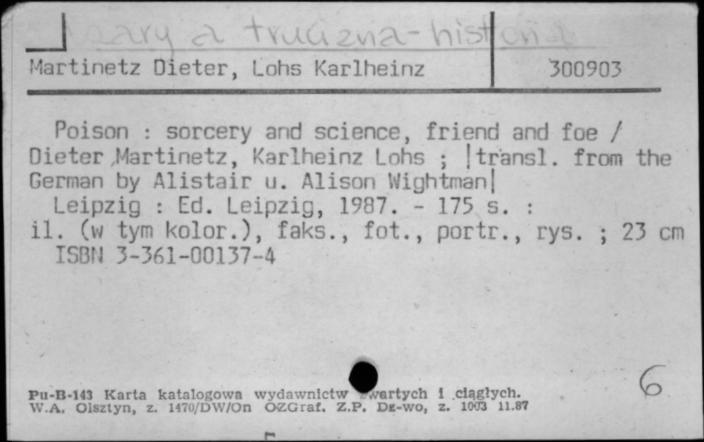 a trucizna - historia
Martinetz Dieter, Lohs Karlheinz 300903
Poison : sorcery and science, friend and foe /
Dieter Martinetz, Karlheinz Lohs ; |transl. from the
German by Alistair u. Alison Wightman|
Leipzig : Ed. Leipzig, 1987. - 175 s. :
il. (w tym kolor.), faks., fot., portr., rys. ; 23 cm
ISBN 3-361-00137-4
6
Pu-B-143 Karta katalogowa wydawnictw zwartych i ciągłych.
W.A. Olsztyn, z. 1470/DW/On OZGraf. Z.P. Dz-wo, z. 1003 11.87